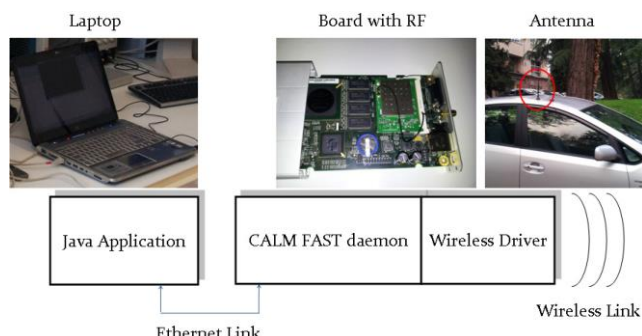 Laptop
Board with RF
Antenna
Java Application
CALM FAST daemon
Wireless Driver
Wireless Link
Ethernet Link